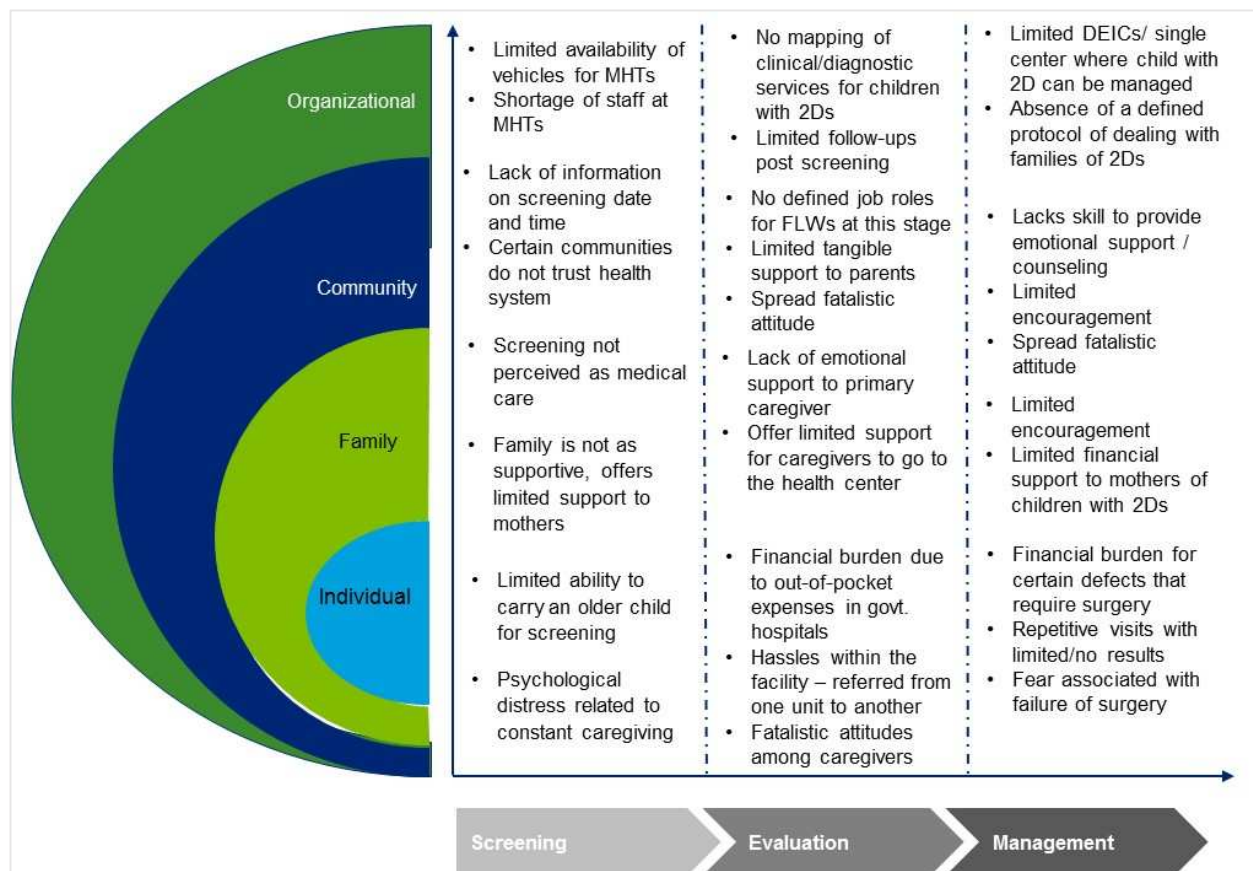 Organizational
Community
Family
Individual
• Limited availability of
vehicles for MHTs
• Shortage of staff at
MHTs
• Lack of information
on screening date
and time
• Certain communities
do not trust health
system
• Screening not
perceived as medical
care
• Family is not as
supportive, offers
limited support to
mothers
• Limited ability to
carry an older child
for screening
• Psychological
distress related to
constant caregiving
• No mapping of
clinical/diagnostic
services for children
with 2Ds
• Limited follow-ups
post screening
• No defined job roles
for FLWs at this stage
• Limited tangible
support to parents
• Spread fatalistic
attitude
• Lack of emotional
support to primary
caregiver
• Offer limited support
for caregivers to go to
the health center
• Financial burden due
to out-of-pocket
expenses in govt.
hospitals
• Hassles within the
facility – referred from
one unit to another
• Fatalistic attitudes
among caregivers
• Limited DEICs/ single
center where child with
2D can be managed
• Absence of a defined
protocol of dealing with
families of 2Ds
• Lacks skill to provide
emotional support /
counseling
• Limited
encouragement
• Spread fatalistic
attitude
• Limited
encouragement
• Limited financial
support to mothers of
children with 2Ds
• Financial burden for
certain defects that
require surgery
• Repetitive visits with
limited/no results
• Fear associated with
failure of surgery
Screening
Evaluation
Management